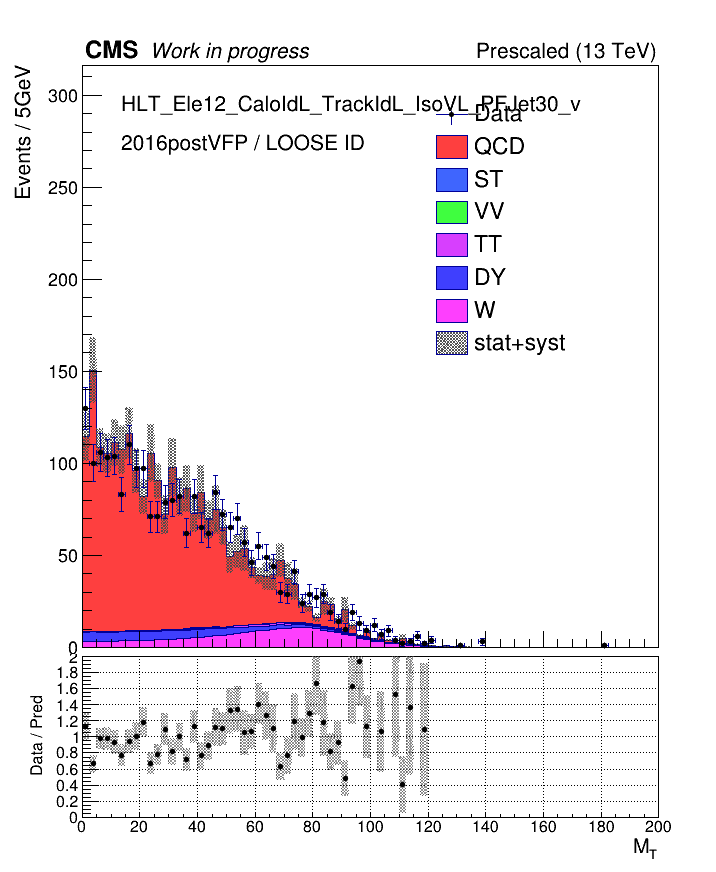 CMS Work in progress Prescaled (13 TeV)
HLT_Ele12_CaloIdL_TrackIdL_IsoVL_PFJet30_v
2016postVFP / LOOSE ID
Data
QCD
ST
VV
TT
DY
W
stat+syst
Events / 5GeV
300
250
200
150
100
50
0
Data / Pred
2
1.8
1.6
1.4
1.2
1
0.8
0.6
0.4
0.2
0
0 20 40 60 80 100 120 140 160 180 200
M_T